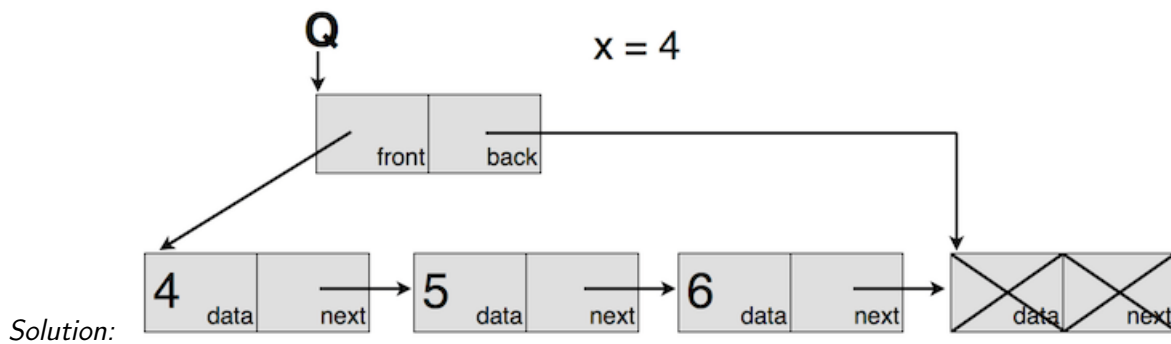 Q
x = 4
front back
4 data next 5 data next 6 data next data next
Solution: